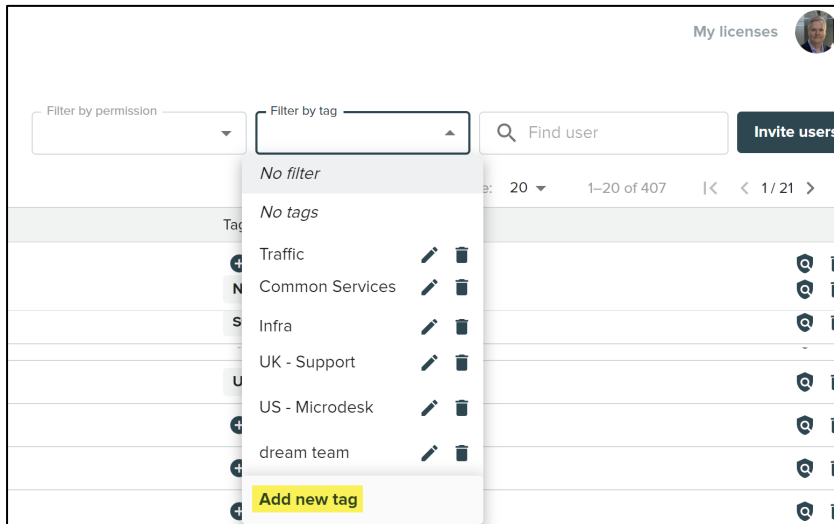 My licenses
Filter by permission
Filter by tag
Find user
Invite users
No filter
20
1–20 of 407
1 / 21
No tags
Traffic
Common Services
Infra
UK - Support
US - Microdesk
dream team
Add new tag